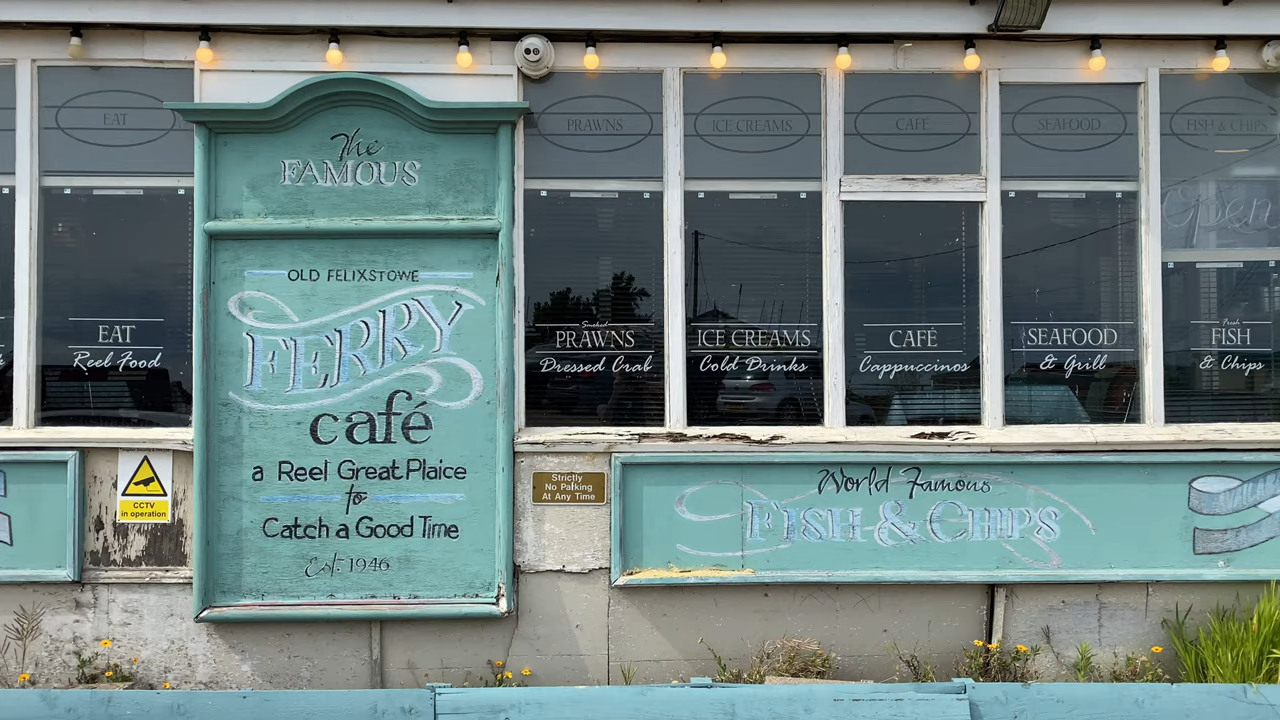 EAT
PRAWNS
ICE CREAMS
CAFE
SEAFOOD
FISH & CHIPS
Open
The
FAMOUS
OLD FELIXSTOWE
FERRY
café
a Reel Great Plaice
to
Catch a Good Time
Est. 1946
EAT
Reel Food
Smoked
PRAWNS
Dressed Crab
ICE CREAMS
Cold Drinks
CAFÉ
Cappuccinos
SEAFOOD
& Grill
Fresh
FISH
& Chips
CCTV
in operation
Strictly
No Parking
At Any Time
World Famous
FISH & CHIPS